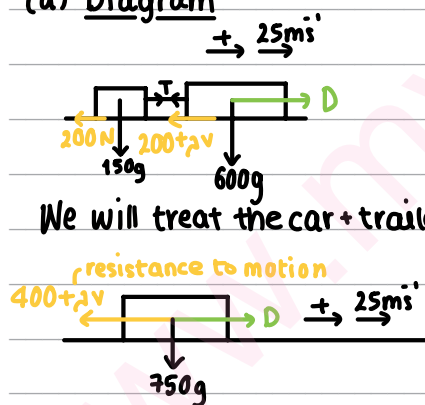 (a) Diagram
+ 25ms⁻¹
T
D
200N 200+λv
150g
600g
We will treat the car + trail
resistance to motion
400+λv
D + 25ms⁻¹
750g
www.m